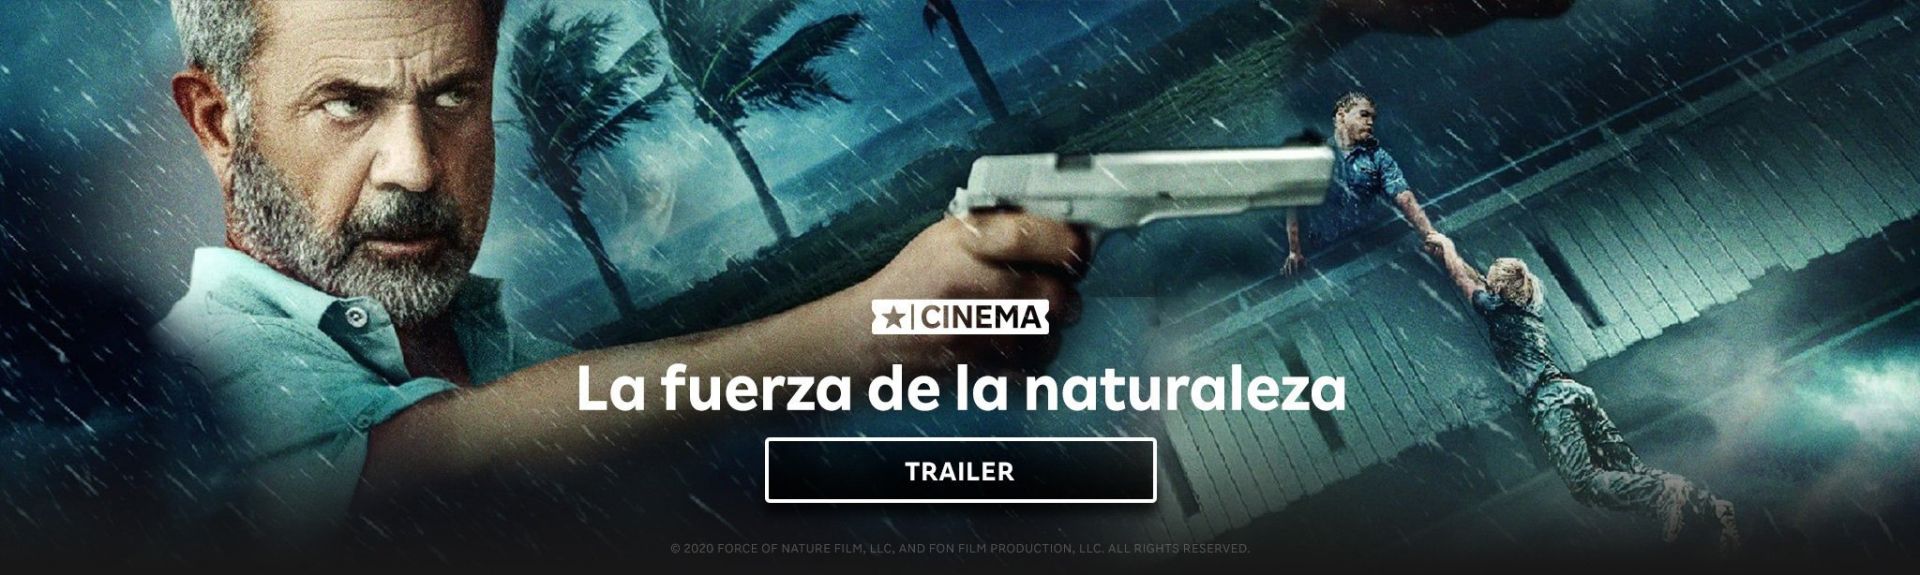 ★| CINEMA
La fuerza de la naturaleza
TRAILER
© 2020 FORCE OF NATURE FILM, LLC, AND FON FILM PRODUCTION, LLC. ALL RIGHTS RESERVED.